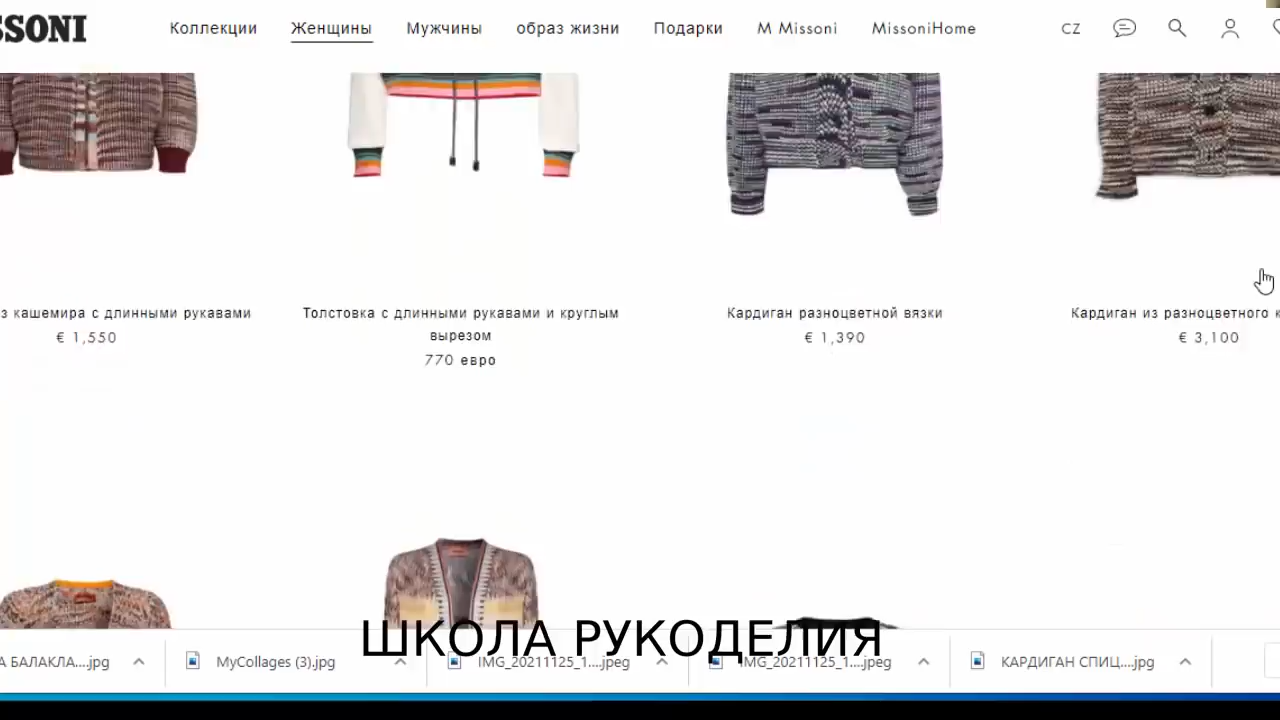 SSONI Коллекции Женщины Мужчины образ жизни Подарки M Missoni MissoniHome CZ
з кашемира с длинными рукавами
€ 1,550
Толстовка с длинными рукавами и круглым
вырезом
770 евро
Кардиган разноцветной вязки
€ 1,390
Кардиган из разноцветного к
€ 3,100
ШКОЛА РУКОДЕЛИЯ
А БАЛАКЛА....jpg MyCollages (3).jpg IMG_20211125_1....jpeg IMG_20211125_1....jpeg КАРДИГАН СПИЦ....jpg